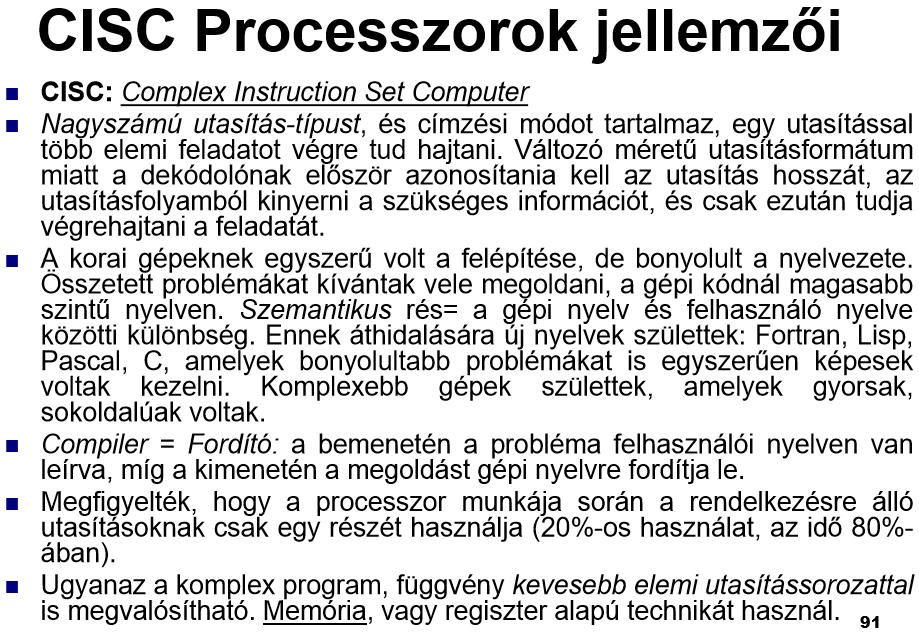 CISC Processzorok jellemzői
CISC: Complex Instruction Set Computer
Nagyszámú utasítás-típust, és címzési módot tartalmaz, egy utasítással
több elemi feladatot végre tud hajtani. Változó méretű utasításformátum
miatt a dekódolónak először azonosítania kell az utasítás hosszát, az
utasításfolyamból kinyerni a szükséges információt, és csak ezután tudja
végrehajtani a feladatát.
A korai gépeknek egyszerű volt a felépítése, de bonyolult a nyelvezete.
Összetett problémákat kívántak vele megoldani, a gépi kódnál magasabb
szintű nyelven. Szemantikus rés= a gépi nyelv és felhasználó nyelve
közötti különbség. Ennek áthidalására új nyelvek születtek: Fortran, Lisp,
Pascal, C, amelyek bonyolultabb problémákat is egyszerűen képesek
voltak kezelni. Komplexebb gépek születtek, amelyek gyorsak,
sokoldalúak voltak.
Compiler = Fordító: a bemenetén a probléma felhasználói nyelven van
leírva, míg a kimenetén a megoldást gépi nyelvre fordítja le.
Megfigyelték, hogy a processzor munkája során a rendelkezésre álló
utasításoknak csak egy részét használja (20%-os használat, az idő 80%-
ában).
Ugyanaz a komplex program, függvény kevesebb elemi utasítássorozattal
is megvalósítható. Memória, vagy regiszter alapú technikát használ.
91